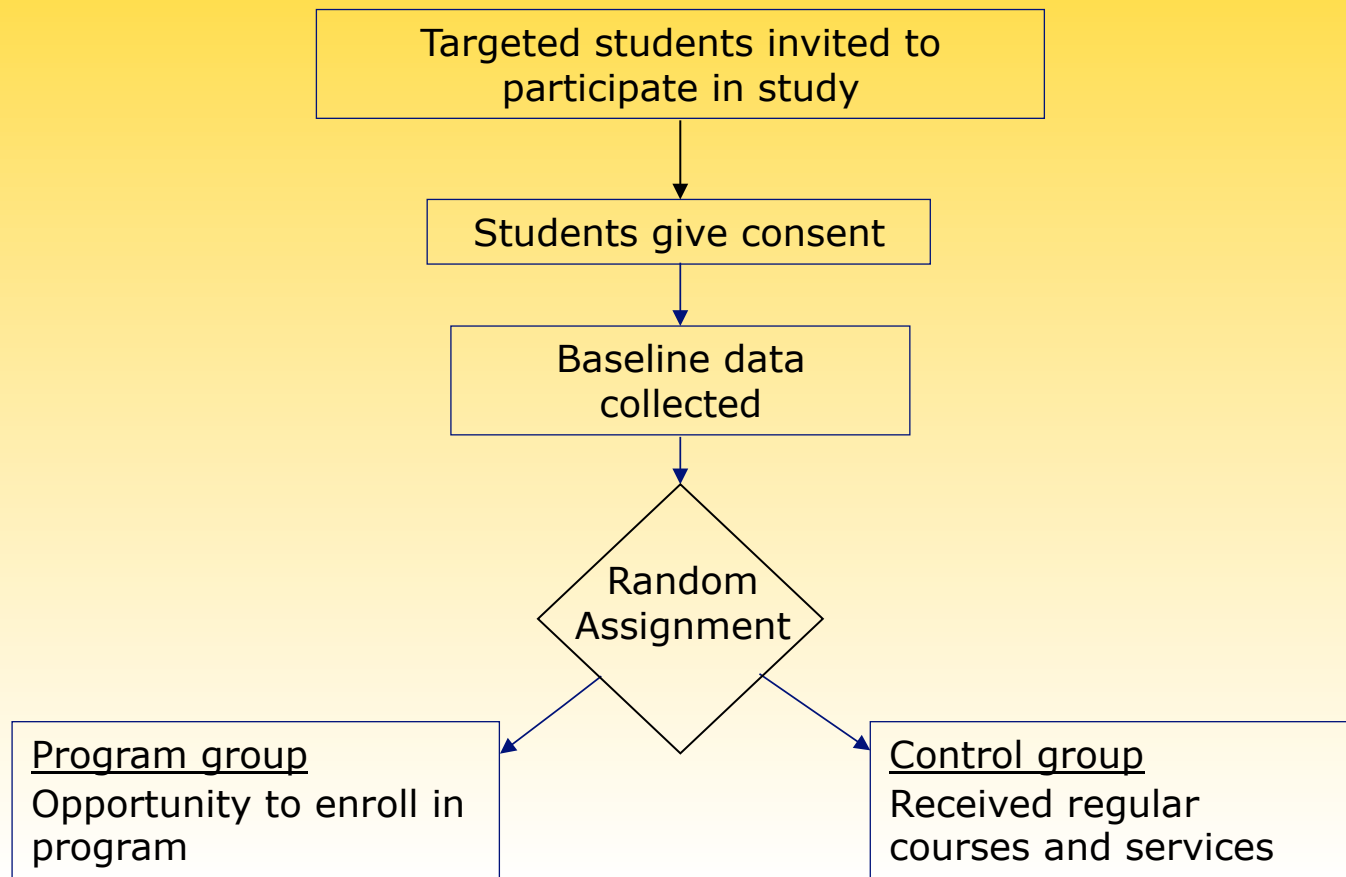 Targeted students invited to
participate in study
Students give consent
Baseline data
collected
Random
Assignment
Program group
Opportunity to enroll in
program
Control group
Received regular
courses and services